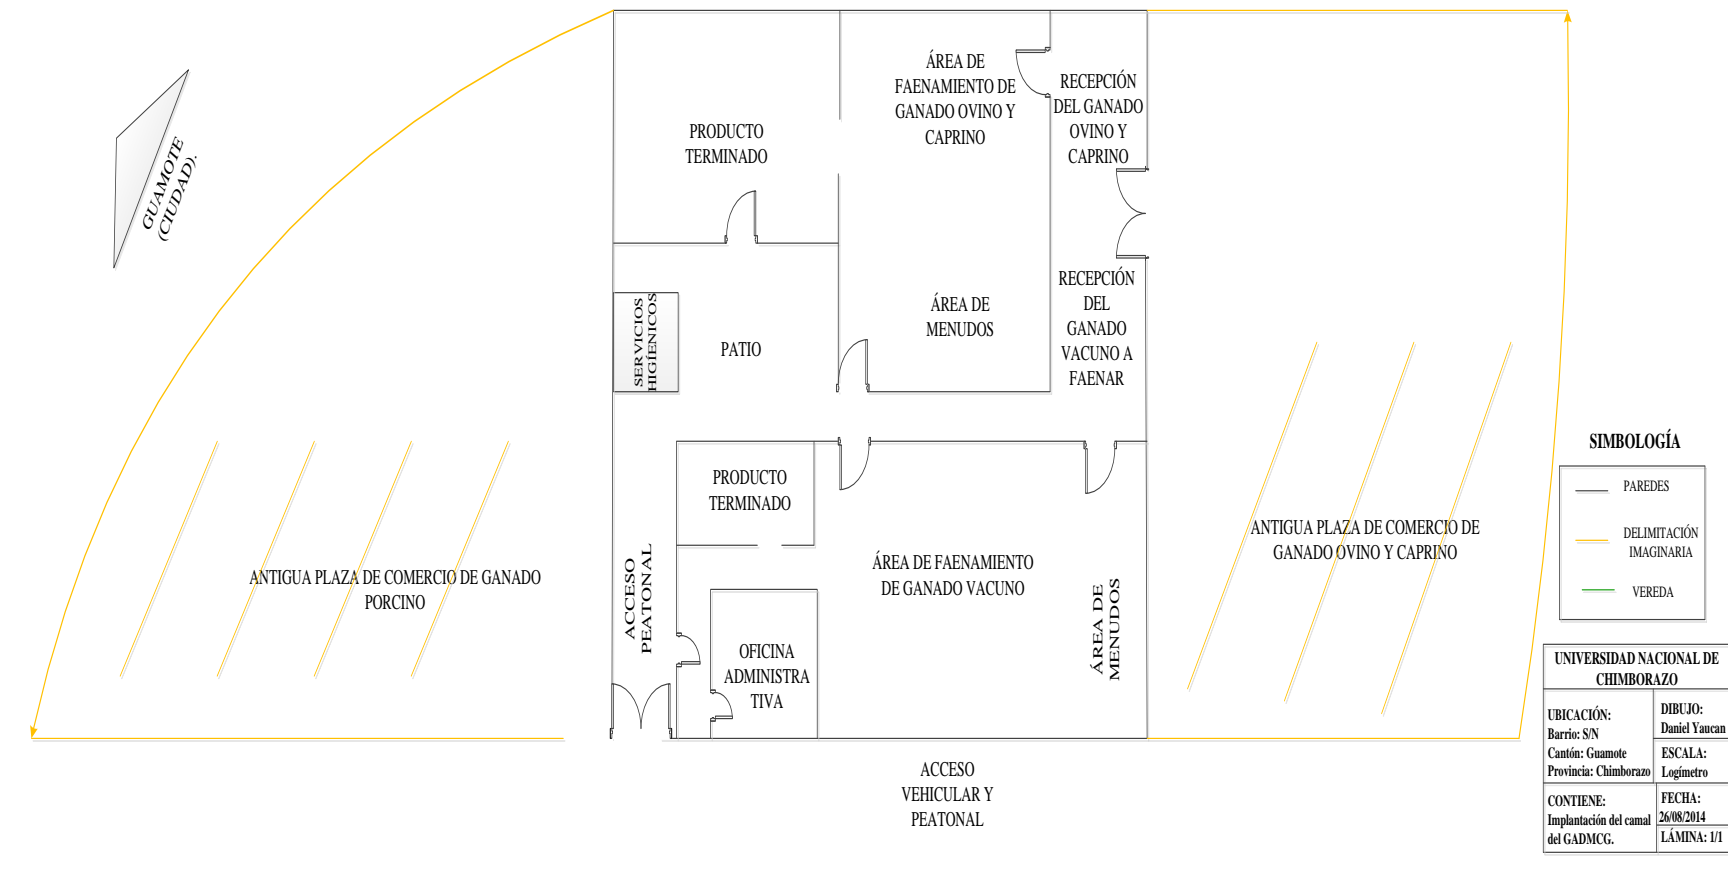 GUAMOTE
(CIUDAD).
PRODUCTO
TERMINADO
ÁREA DE
FAENAMIENTO DE
GANADO OVINO Y
CAPRINO
RECEPCIÓN
DEL GANADO
OVINO Y
CAPRINO
SERVICIOS
HIGÍENICOS
PATIO
ÁREA DE
MENUDOS
RECEPCIÓN
DEL
GANADO
VACUNO A
FAENAR
PRODUCTO
TERMINADO
ANTIGUA PLAZA DE COMERCIO DE GANADO
PORCINO
ACCESO
PEATONAL
ÁREA DE FAENAMIENTO
DE GANADO VACUNO
OFICINA
ADMINISTRA
TIVA
ÁREA DE
MENUDOS
ANTIGUA PLAZA DE COMERCIO DE
GANADO OVINO Y CAPRINO
ACCESO
VEHICULAR Y
PEATONAL
SIMBOLOGÍA
PAREDES
DELIMITACIÓN
IMAGINARIA
VEREDA
UNIVERSIDAD NACIONAL DE
CHIMBORAZO
UBICACIÓN:
Barrio: S/N
Cantón: Guamote
Provincia: Chimborazo
DIBUJO:
Daniel Yaucan
ESCALA:
Logímetro
CONTIENE:
Implantación del camal
del GADMCG.
FECHA:
26/08/2014
LÁMINA: 1/1